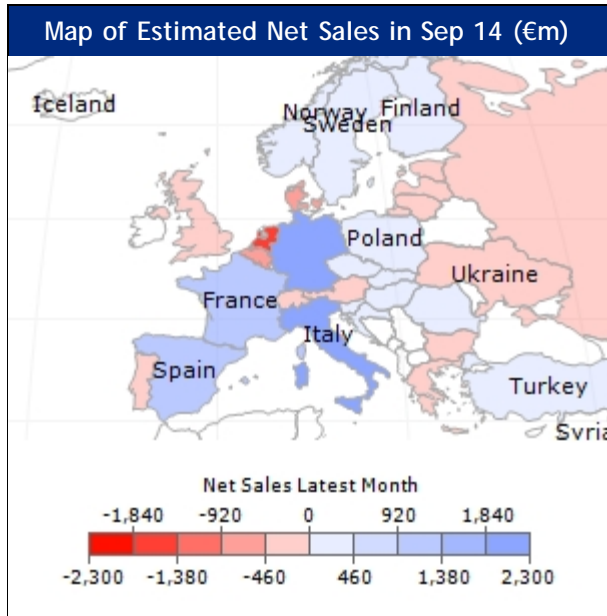 Map of Estimated Net Sales in Sep 14 (€m)
Iceland
Norway
Finland
Sweden
Poland
Ukraine
France
Italy
Spain
Turkey
Syria
Net Sales Latest Month
-1,840 -920 0 920 1,840
-2,300 -1,380 -460 460 1,380 2,300